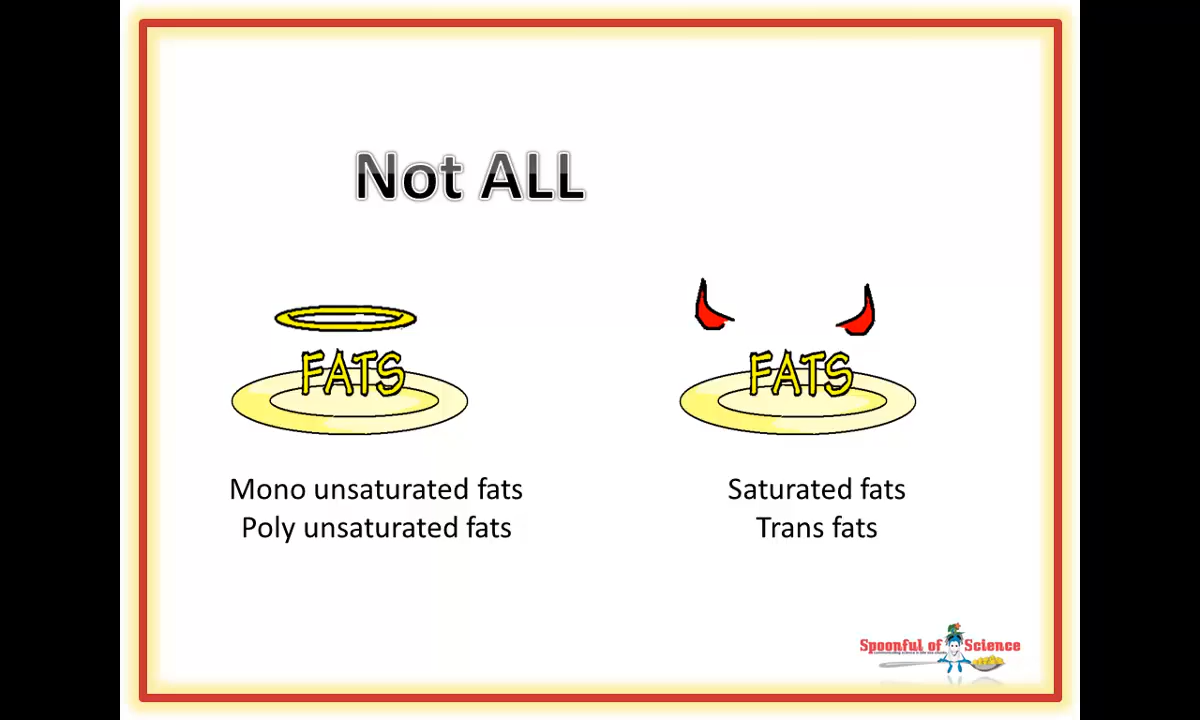 Not ALL
FATS
FATS
Mono unsaturated fats
Poly unsaturated fats
Saturated fats
Trans fats
Spoonful of Science